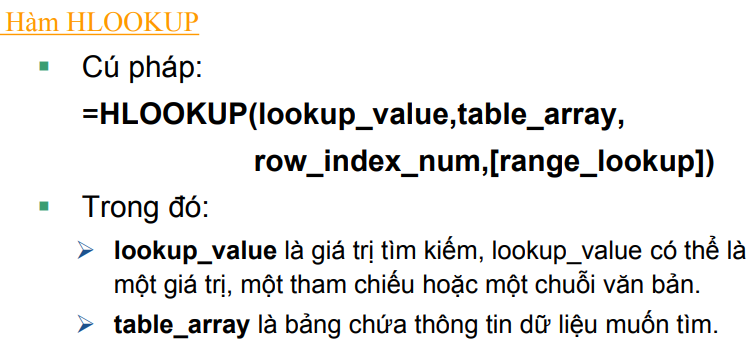 Hàm HLOOKUP
▪ Cú pháp:
=HLOOKUP(lookup_value,table_array,
row_index_num,[range_lookup])
▪ Trong đó:
➢ lookup_value là giá trị tìm kiếm, lookup_value có thể là
một giá trị, một tham chiếu hoặc một chuỗi văn bản.
➢ table_array là bảng chứa thông tin dữ liệu muốn tìm.